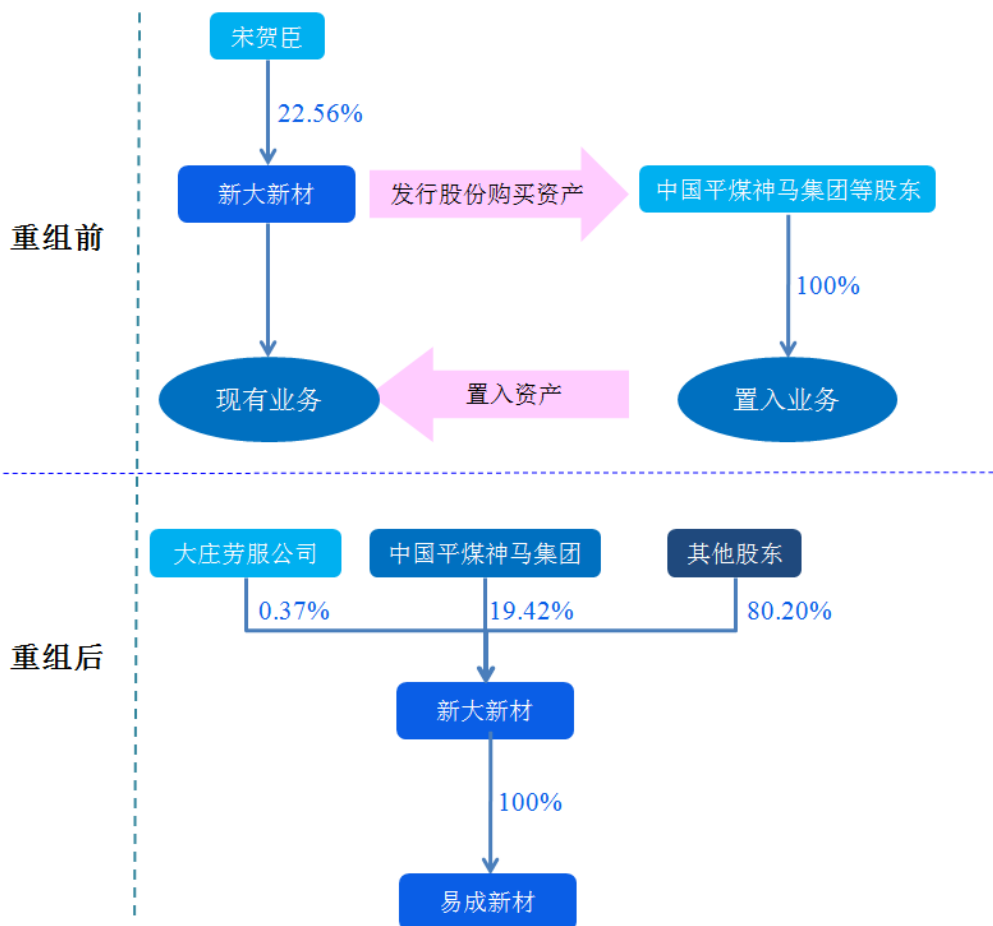 宋贺臣
22.56%
新大新材
发行股份购买资产
中国平煤神马集团等股东
重组前
100%
现有业务
置入资产
置入业务
大庄劳服公司
中国平煤神马集团
其他股东
0.37%
19.42%
80.20%
重组后
新大新材
100%
易成新材